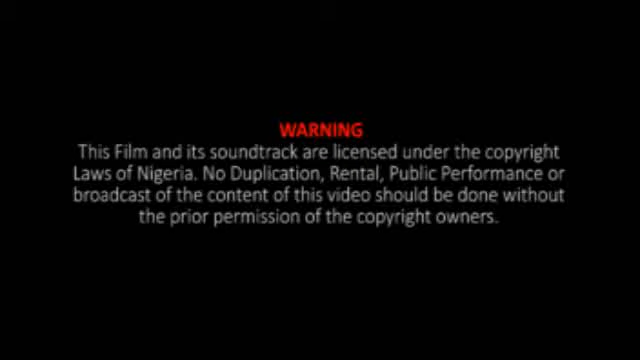 WARNING
This Film and its soundtrack are licensed under the copyright
Laws of Nigeria. No Duplication, Rental, Public Performance or
broadcast of the content of this video should be done without
the prior permission of the copyright owners.